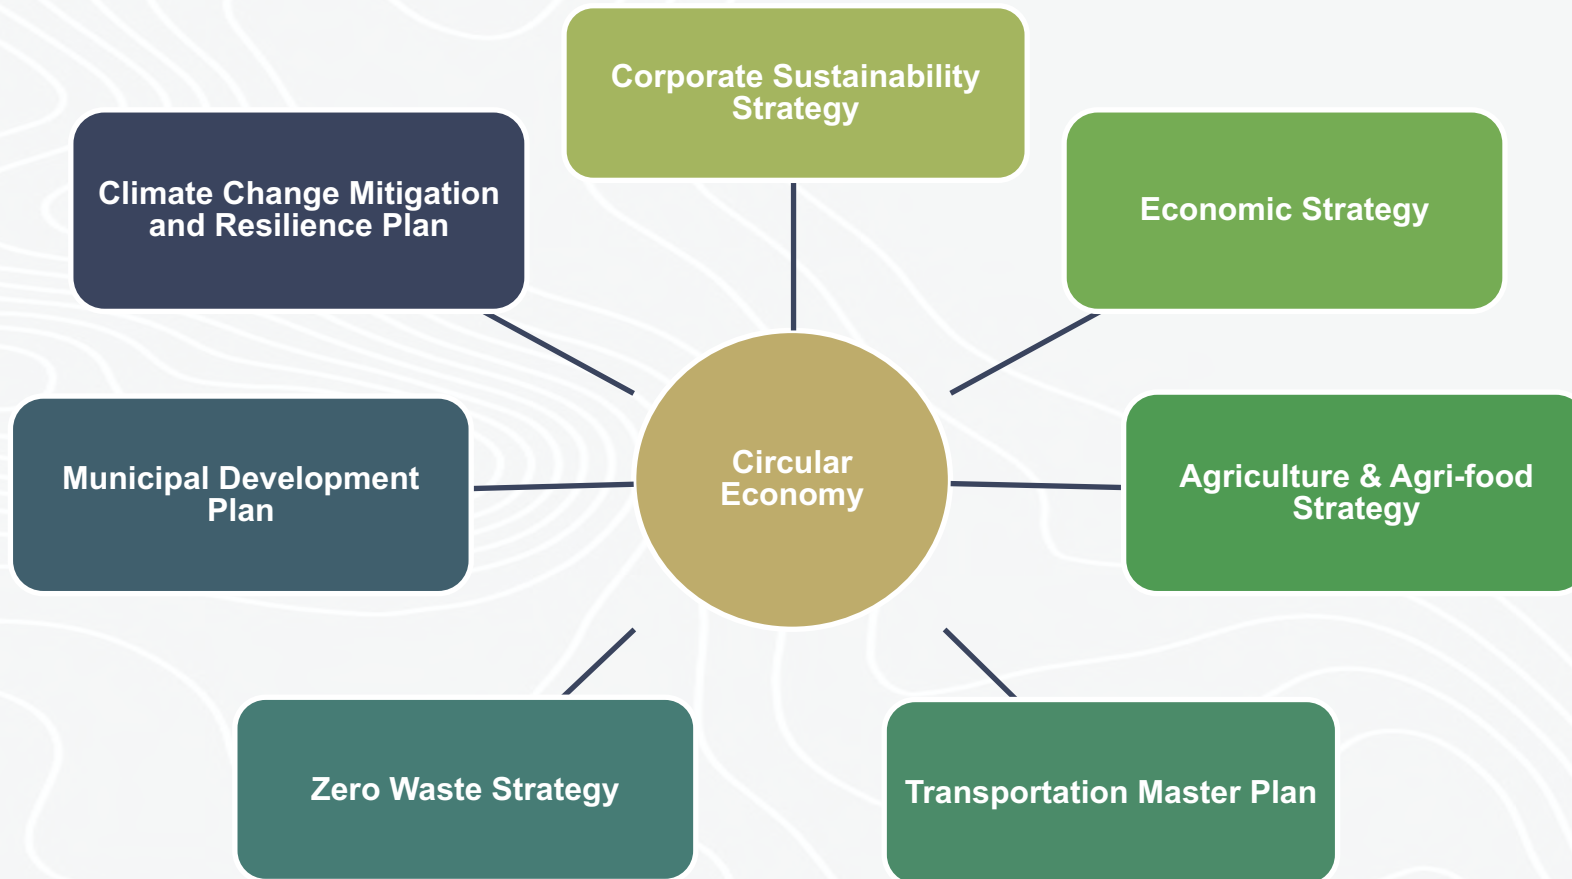 Corporate Sustainability
Strategy
Climate Change Mitigation
and Resilience Plan
Economic Strategy
Circular
Economy
Municipal Development
Plan
Agriculture & Agri-food
Strategy
Zero Waste Strategy
Transportation Master Plan